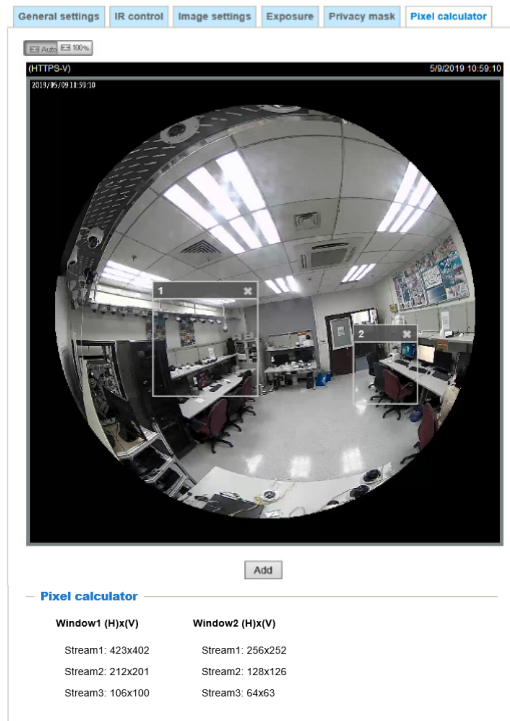 General settings IR control Image settings Exposure Privacy mask Pixel calculator
Auto 100%
(HTTPS-V) 5/9/2019 10:59:10
2019/05/09 10:59:10
1
2
Add
Pixel calculator
Window1 (H)x(V) Window2 (H)x(V)
Stream1: 423x402 Stream1: 256x252
Stream2: 212x201 Stream2: 128x126
Stream3: 106x100 Stream3: 64x63